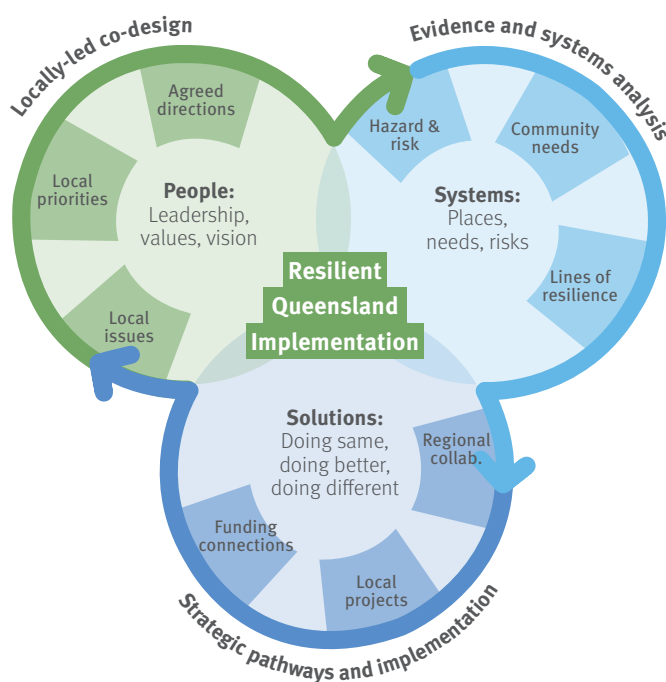 Locally-led co-design
Agreed
directions
Local
priorities
People:
Leadership,
values, vision
Local
issues
Evidence and systems analysis
Hazard &
risk
Community
needs
Systems:
Places,
needs, risks
Lines of
resilience
Resilient
Queensland
Implementation
Solutions:
Doing same,
doing better,
doing different
Regional
collab.
Funding
connections
Local
projects
Strategic pathways and implementation